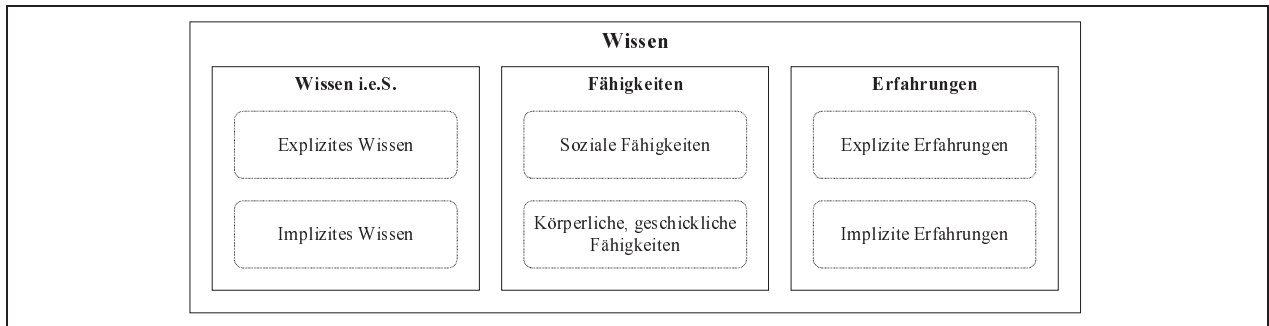 Wissen
Wissen i.e.S.
Explizites Wissen
Implizites Wissen
Fähigkeiten
Soziale Fähigkeiten
Körperliche, geschickliche
Fähigkeiten
Erfahrungen
Explizite Erfahrungen
Implizite Erfahrungen